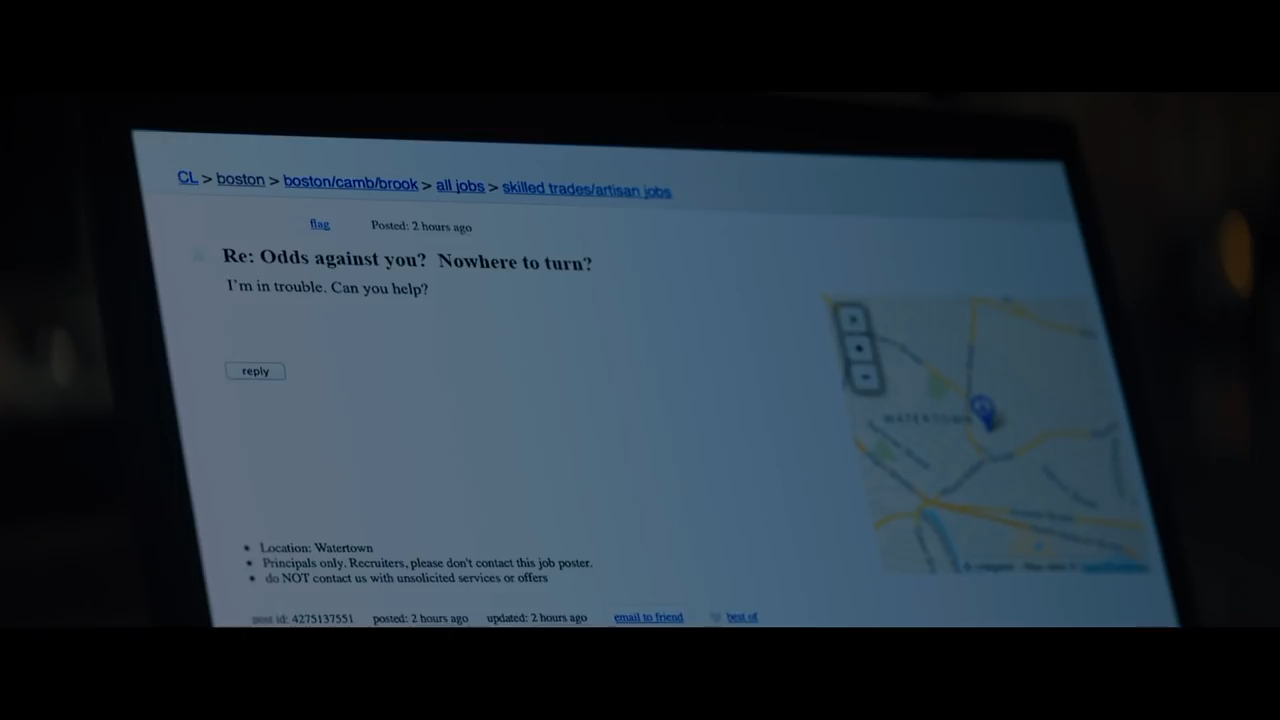 CL > boston > boston/camb/brook > all jobs > skilled trades/artisan jobs
flag Posted: 2 hours ago
Re: Odds against you? Nowhere to turn?
I'm in trouble. Can you help?
reply
WATERTOWN
• Location: Watertown
• Principals only. Recruiters, please don't contact this job poster.
• do NOT contact us with unsolicited services or offers
post id: 4275137551 posted: 2 hours ago updated: 2 hours ago email to friend best of